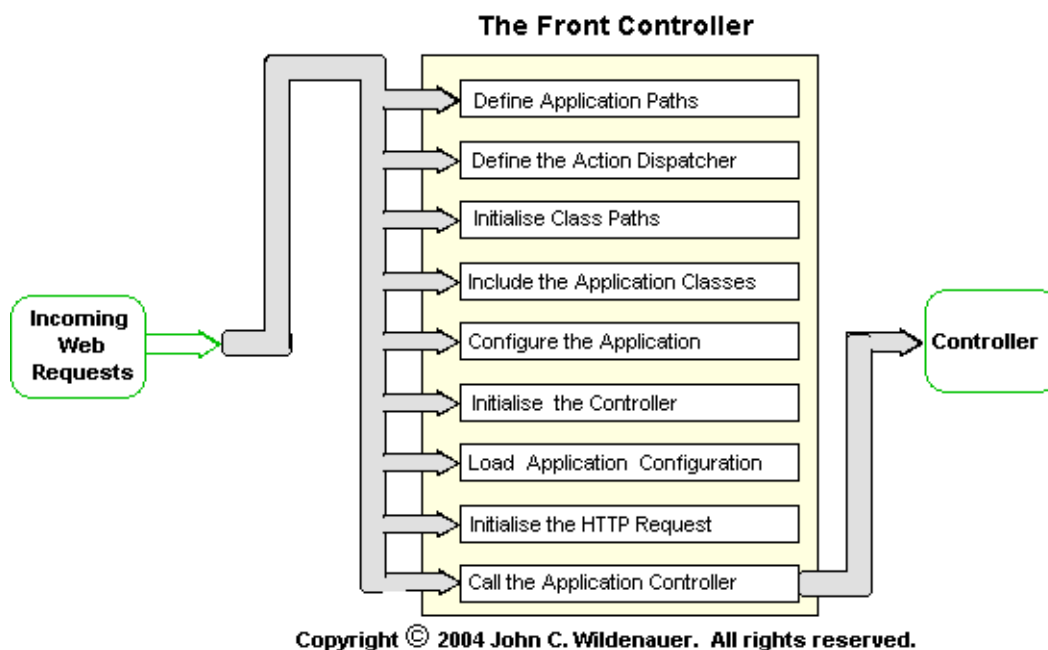 The Front Controller
Define Application Paths
Define the Action Dispatcher
Initialise Class Paths
Include the Application Classes
Incoming
Web
Requests
Configure the Application
Controller
Initialise the Controller
Load Application Configuration
Initialise the HTTP Request
Call the Application Controller
Copyright © 2004 John C. Wildenauer. All rights reserved.